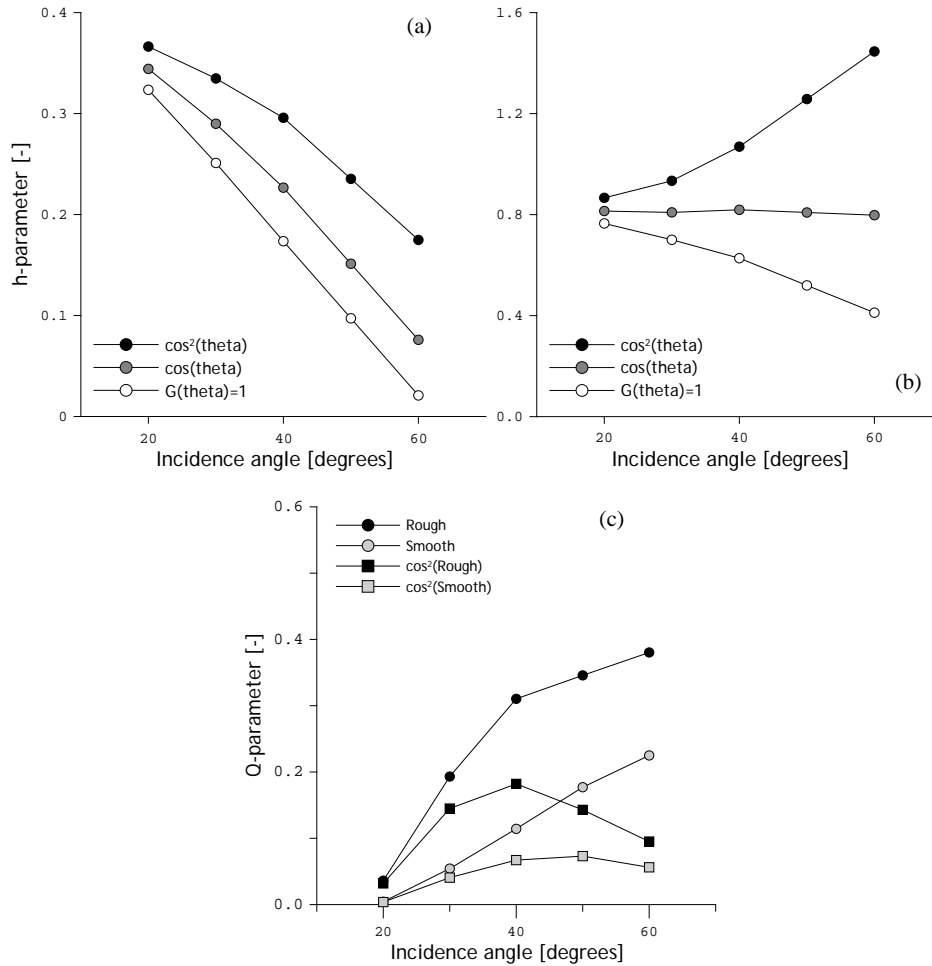 (a)
h-parameter [-]
0.4
0.3
0.2
0.1
0
cos²(theta)
cos(theta)
G(theta)=1
20
40
60
Incidence angle [degrees]
(b)
1.6
1.2
0.8
0.4
0.0
cos²(theta)
cos(theta)
G(theta)=1
20
40
60
Incidence angle [degrees]
(c)
Q-parameter [-]
0.6
0.4
0.2
0.0
Rough
Smooth
cos²(Rough)
cos²(Smooth)
20
40
60
Incidence angle [degrees]